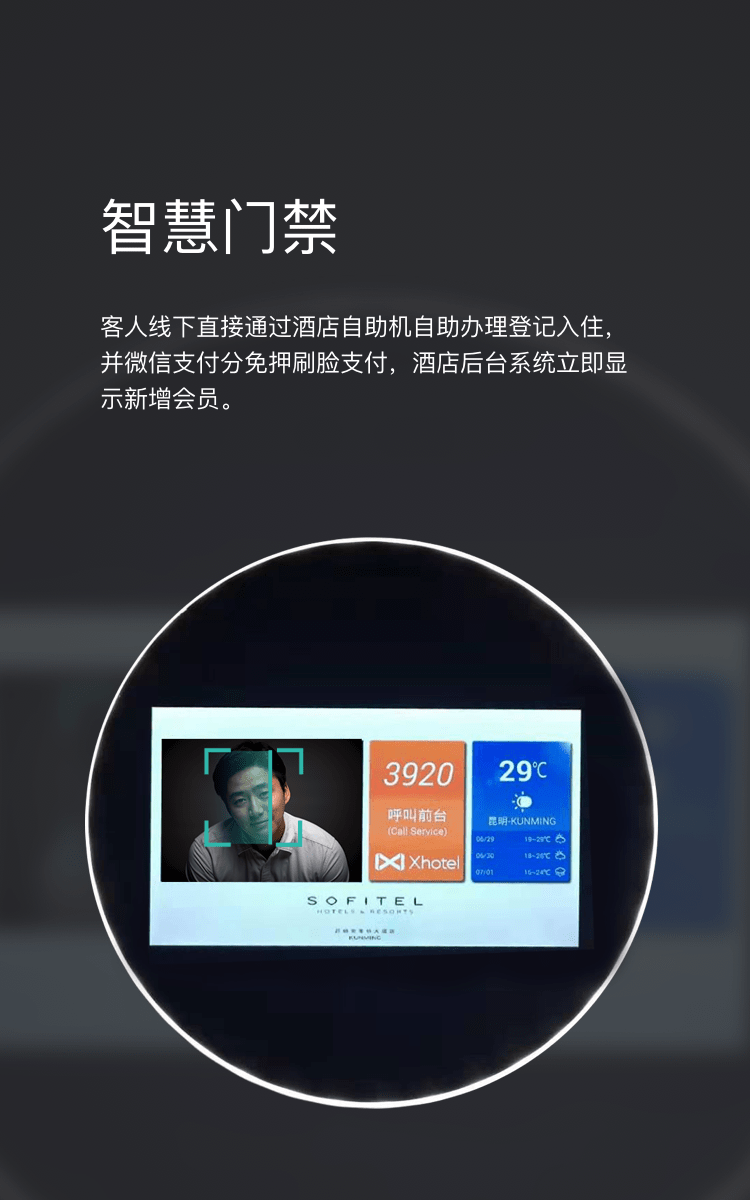 智慧门禁
客人线下直接通过酒店自助机自助办理登记入住，
并微信支付分免押刷脸支付，酒店后台系统立即显
示新增会员。
3920
呼叫前台
(Call Service)
Xhotel
29℃
昆明-KUNMING
06/29 19~29℃
06/30 18~26℃
07/01 16~24℃
SOFITEL
HOTELS & RESORTS
KUNMING